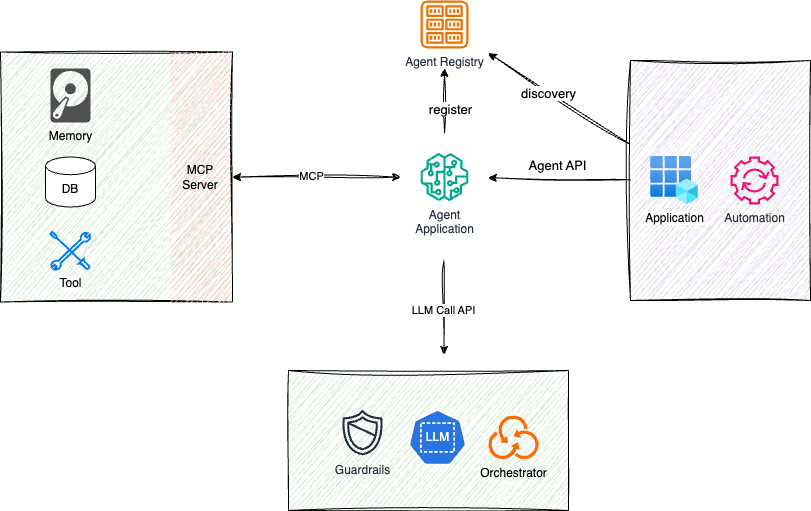 Agent Registry
Memory
discovery
register
MCP
Server
DB
MCP
Agent API
Agent
Application
Application
Automation
Tool
LLM Call API
LLM
Guardrails
Orchestrator